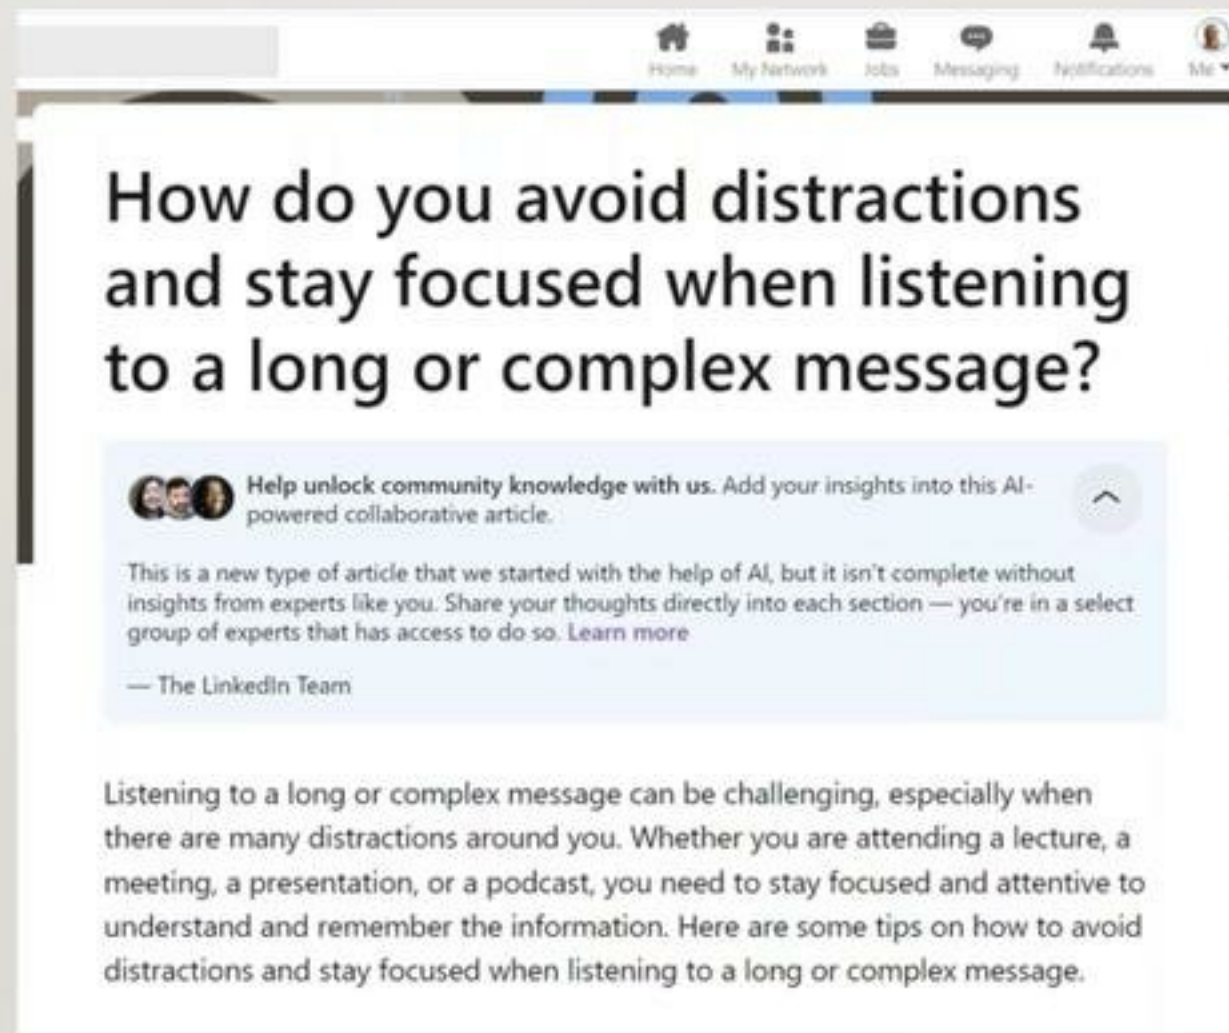 Home
My Network
Jobs
Messaging
Notifications
Me
How do you avoid distractions
and stay focused when listening
to a long or complex message?
Help unlock community knowledge with us. Add your insights into this AI-
powered collaborative article.
This is a new type of article that we started with the help of AI, but it isn't complete without
insights from experts like you. Share your thoughts directly into each section — you're in a select
group of experts that has access to do so. Learn more
— The LinkedIn Team
Listening to a long or complex message can be challenging, especially when
there are many distractions around you. Whether you are attending a lecture, a
meeting, a presentation, or a podcast, you need to stay focused and attentive to
understand and remember the information. Here are some tips on how to avoid
distractions and stay focused when listening to a long or complex message.